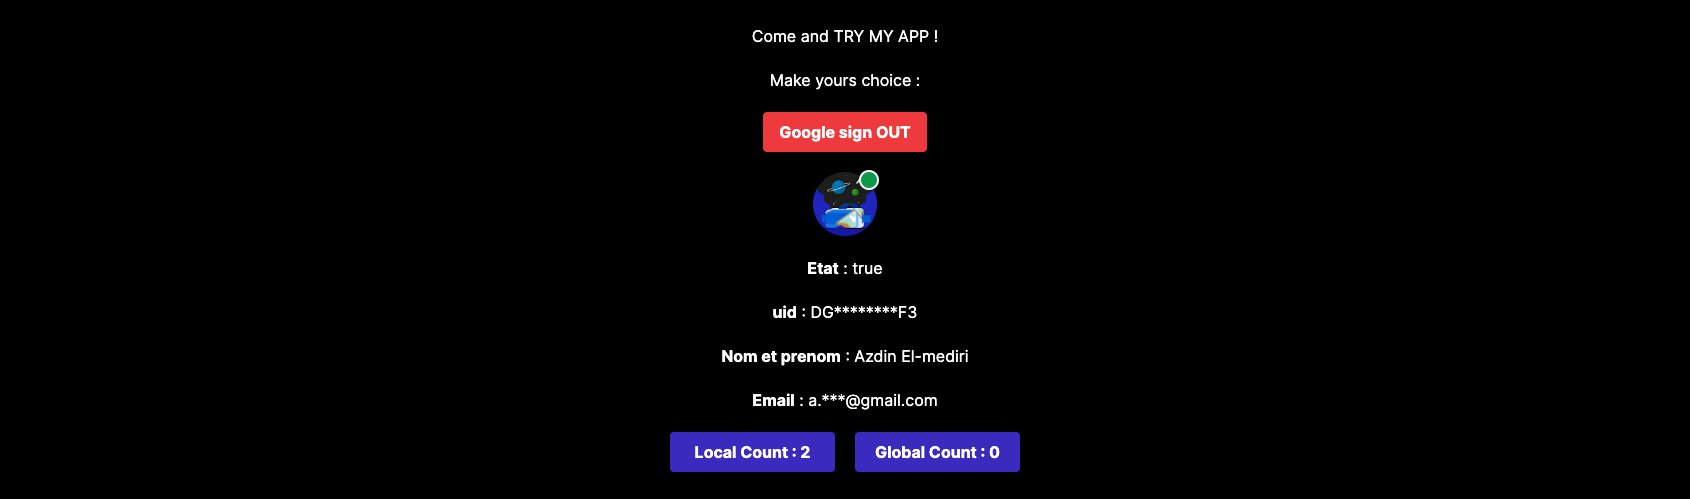 Come and TRY MY APP !
Make yours choice :
Google sign OUT
Etat : true
uid : DG********F3
Nom et prenom : Azdin El-mediri
Email : a.***@gmail.com
Local Count : 2 Global Count : 0